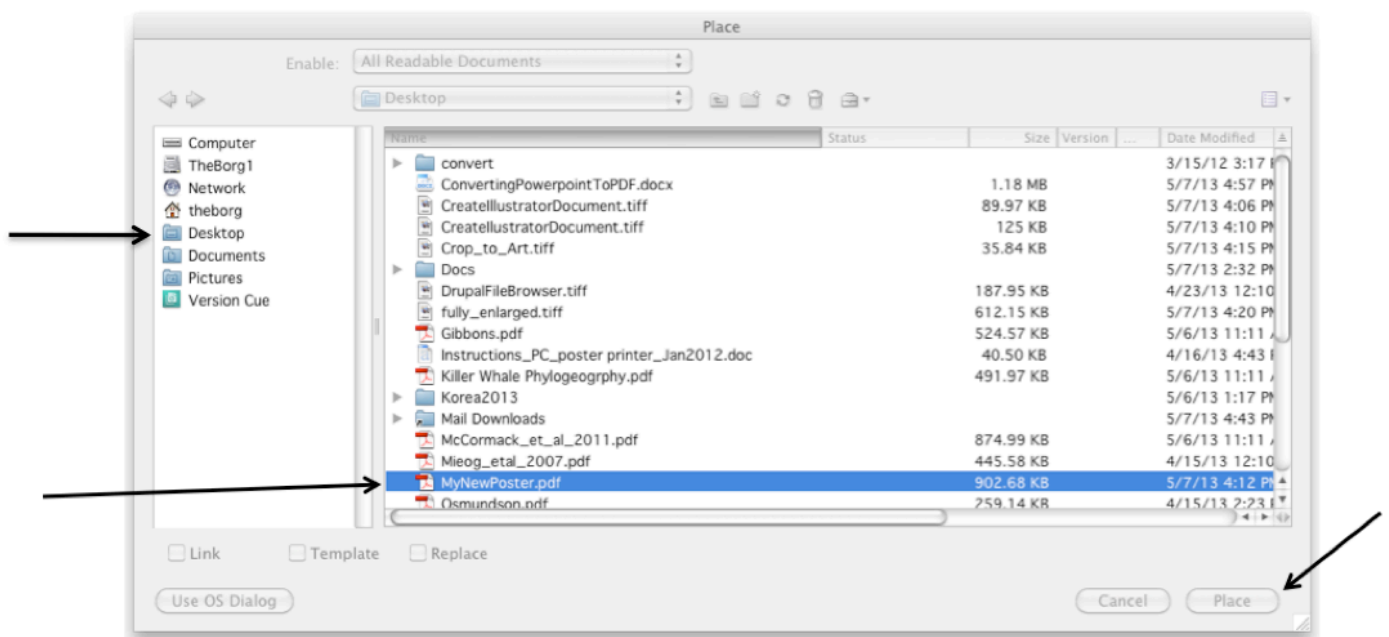 Place
Enable: All Readable Documents
Desktop
Computer
TheBorg1
Network
theborg
Desktop
Documents
Pictures
Version Cue
Name Status Size Version ... Date Modified
convert 3/15/12 3:17
ConvertingPowerpointToPDF.docx 1.18 MB 5/7/13 4:57 PM
CreateIllustratorDocument.tiff 89.97 KB 5/7/13 4:06 PM
CreatellustratorDocument.tiff 125 KB 5/7/13 4:10 PM
Crop_to_Art.tiff 35.84 KB 5/7/13 4:15 PM
Docs 5/7/13 2:32 PM
DrupalFileBrowser.tiff 187.95 KB 4/23/13 12:10
fully_enlarged.tiff 612.15 KB 5/7/13 4:20 PM
Gibbons.pdf 524.57 KB 5/6/13 11:11
Instructions_PC_poster printer_Jan2012.doc 40.50 KB 4/16/13 4:43
Killer Whale Phylogeogrphy.pdf 491.97 KB 5/6/13 11:11
Korea2013 5/6/13 1:17 PM
Mail Downloads 5/7/13 4:43 PM
McCormack_et_al_2011.pdf 874.99 KB 5/6/13 11:11
Mieog_etal_2007.pdf 445.58 KB 4/15/13 12:10
MyNewPoster.pdf 902.68 KB 5/7/13 4:12 PM
Osmundson.pdf 259.14 KB 4/15/13 2:23
Link Template Replace
Use OS Dialog Cancel Place